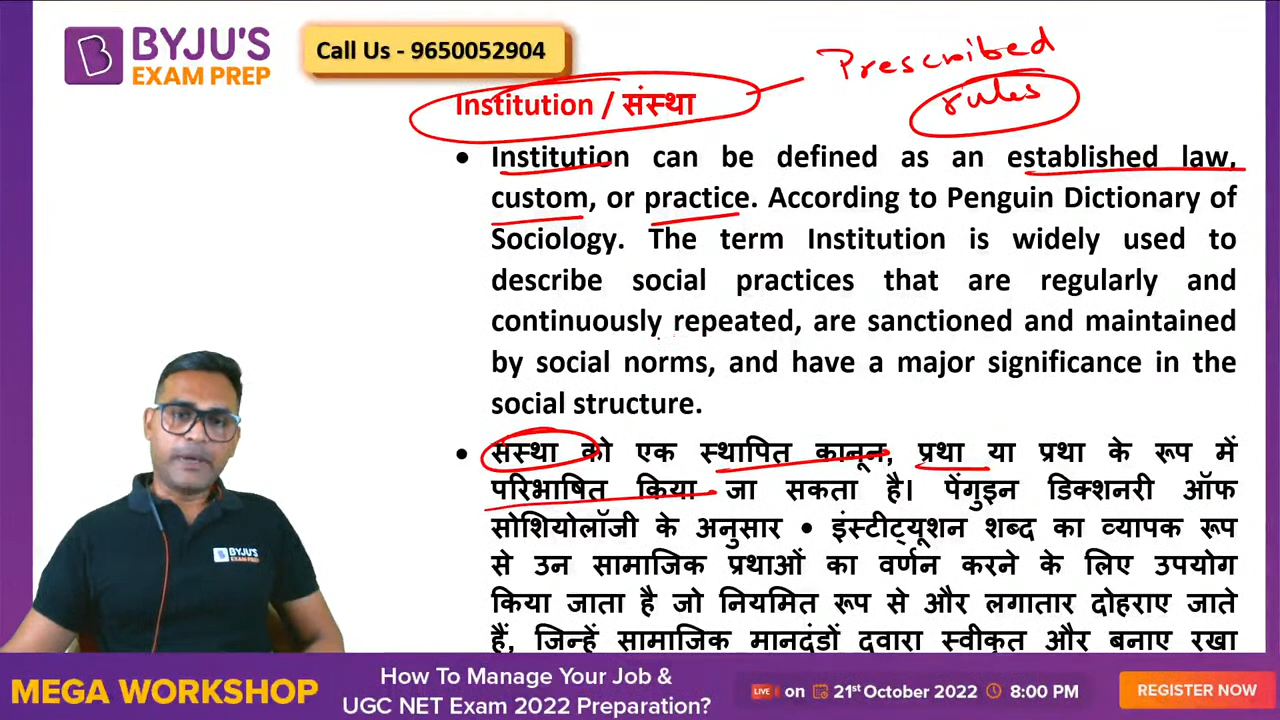 BYJU'S
EXAM PREP
Call Us - 9650052904
Prescribed
rules
Institution / संस्था
• Institution can be defined as an established law,
custom, or practice. According to Penguin Dictionary of
Sociology. The term Institution is widely used to
describe social practices that are regularly and
continuously repeated, are sanctioned and maintained
by social norms, and have a major significance in the
social structure.
• संस्था को एक स्थापित कानून, प्रथा या प्रथा के रूप में
परिभाषित किया जा सकता है। पेंगुइन डिक्शनरी ऑफ
सोशियोलॉजी के अनुसार • इंस्टीट्यूशन शब्द का व्यापक रूप
से उन सामाजिक प्रथाओं का वर्णन करने के लिए उपयोग
किया जाता है जो नियमित रूप से और लगातार दोहराए जाते
हैं, जिन्हें सामाजिक मानदंडों द्वारा स्वीकृत और बनाए रखा
BYJU'S
EXAM PREP
MEGA WORKSHOP
How To Manage Your Job &
UGC NET Exam 2022 Preparation?
LIVE on 21st October 2022 8:00 PM
REGISTER NOW